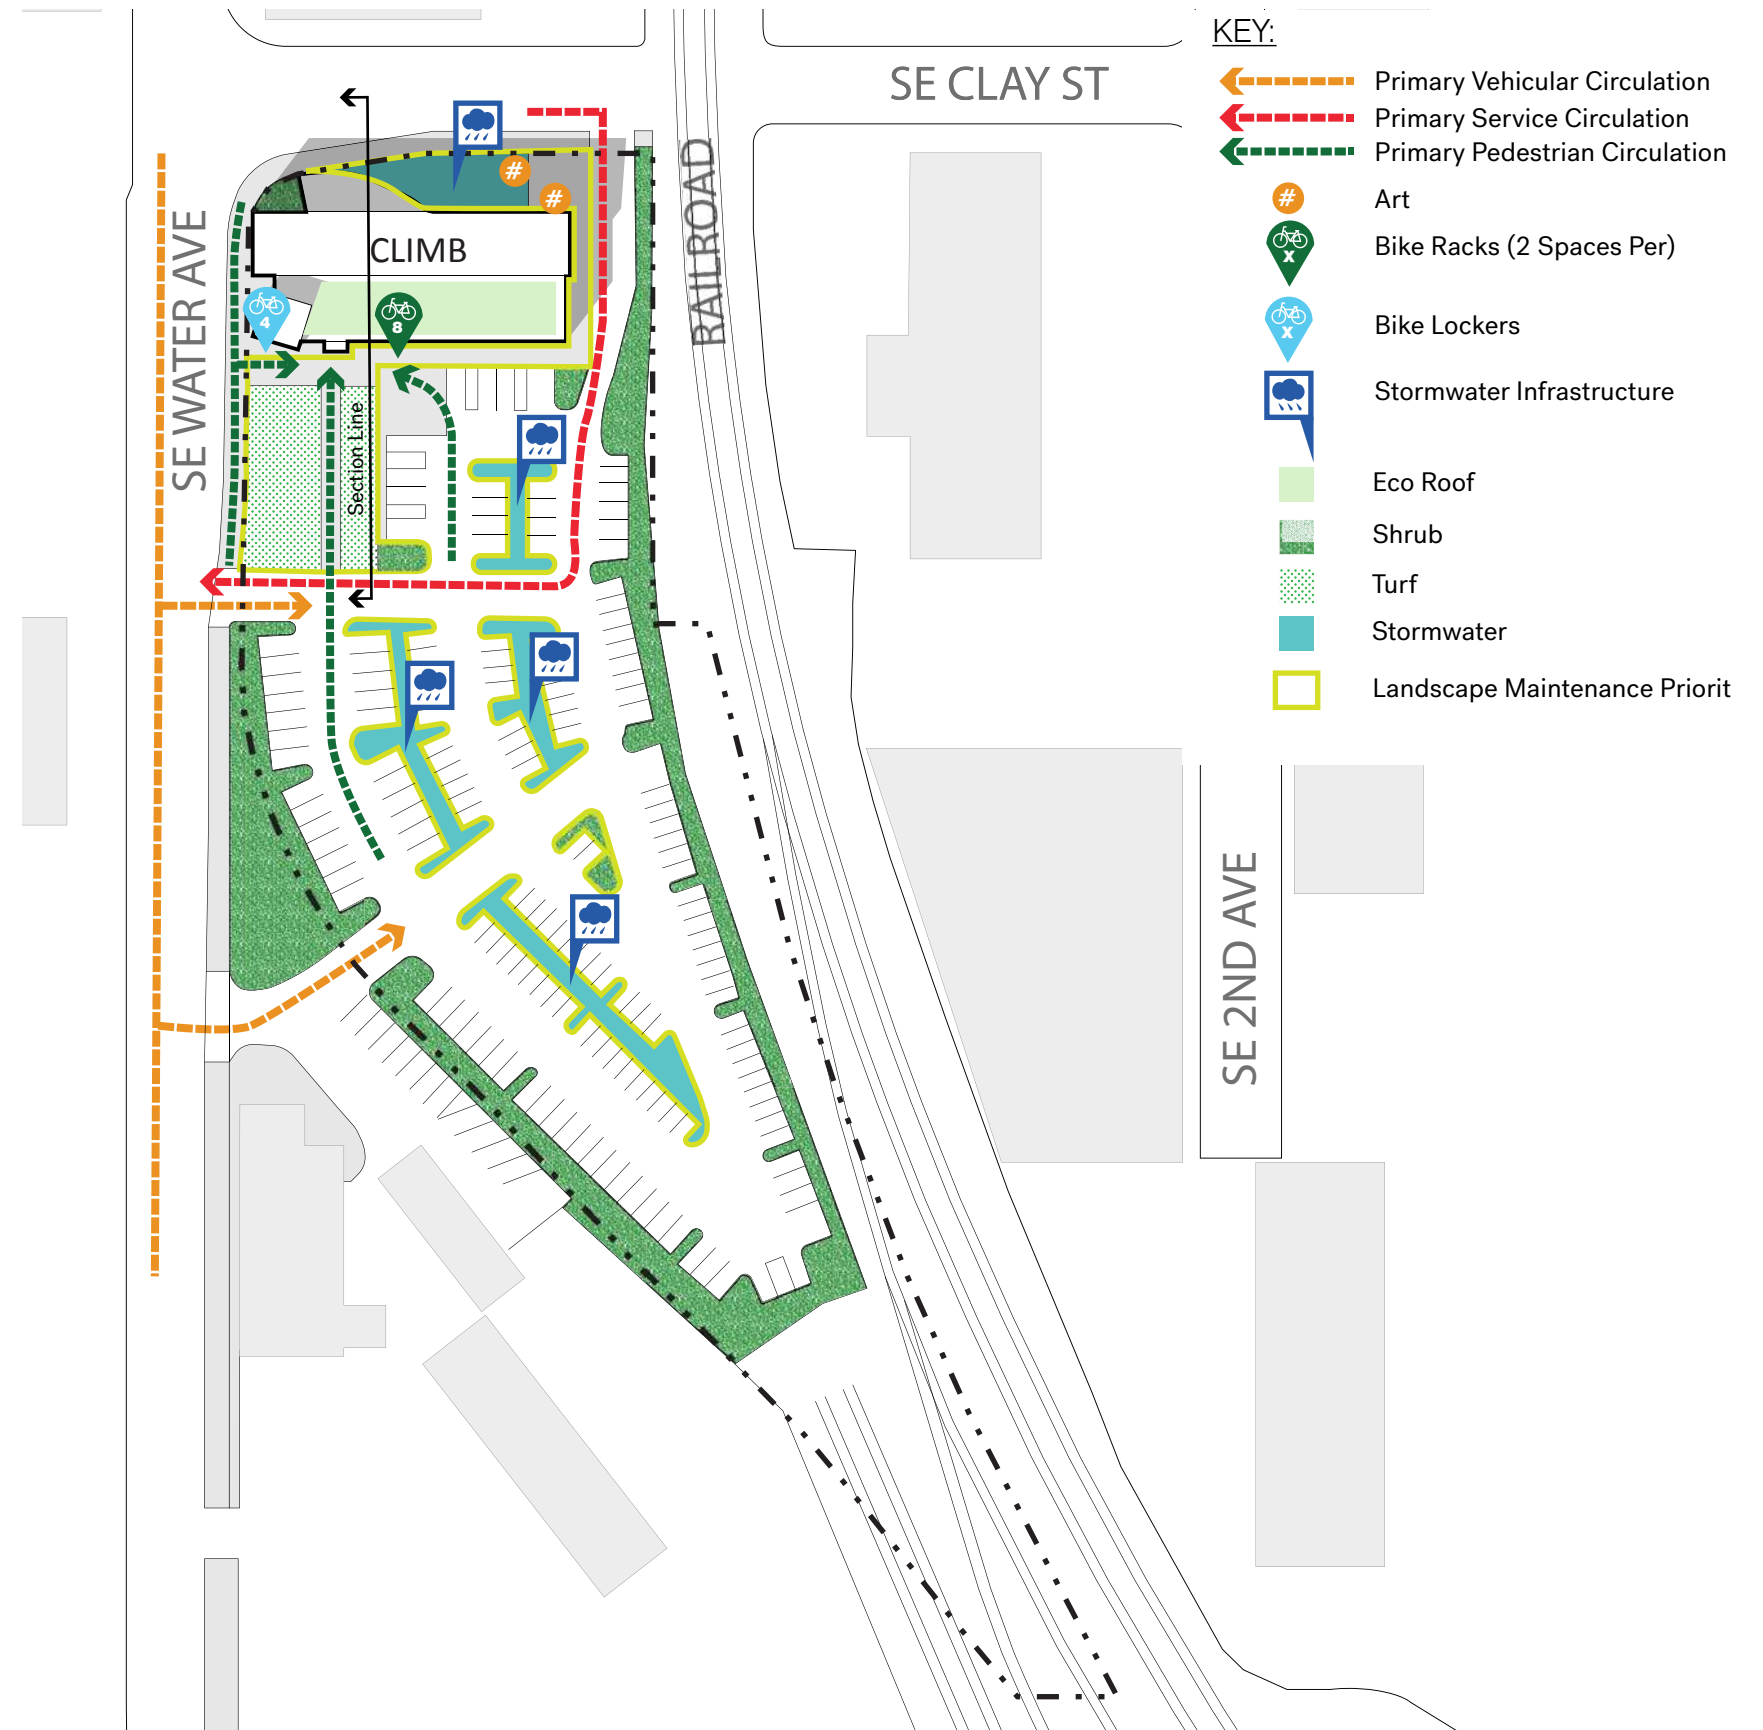 KEY:
Primary Vehicular Circulation
Primary Service Circulation
Primary Pedestrian Circulation
#
Art
X
Bike Racks (2 Spaces Per)
X
Bike Lockers
Stormwater Infrastructure
Eco Roof
Shrub
Turf
Stormwater
Landscape Maintenance Priorit
SE CLAY ST
RAILROAD
SE WATER AVE
#
#
CLIMB
4
8
Section Line
SE 2ND AVE